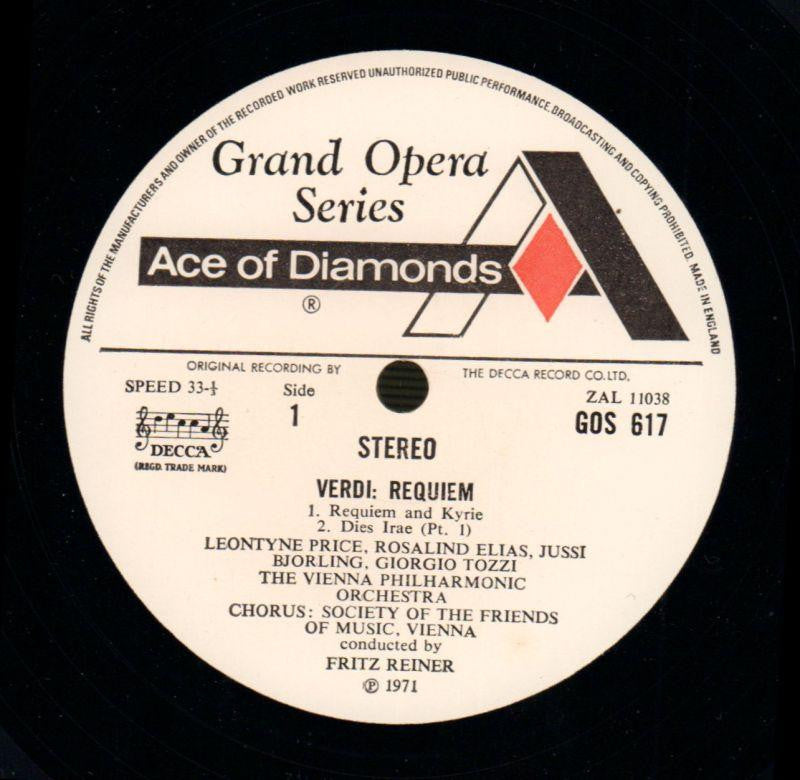 ALL RIGHTS OF THE MANUFACTURERS AND OWNER OF THE RECORDED WORK RESERVED UNAUTHORIZED PUBLIC PERFORMANCE, BROADCASTING AND COPYING PROHIBITED. MADE IN ENGLAND
Grand Opera
Series
Ace of Diamonds
®
ORIGINAL RECORDING BY THE DECCA RECORD CO. LTD.
SPEED 33-⅓
Side
1
ZAL 11038
GOS 617
DECCA
(REGD. TRADE MARK)
STEREO
VERDI: REQUIEM
1. Requiem and Kyrie
2. Dies Irae (Pt. 1)
LEONTYNE PRICE, ROSALIND ELIAS, JUSSI
BJORLING, GIORGIO TOZZI
THE VIENNA PHILHARMONIC
ORCHESTRA
CHORUS: SOCIETY OF THE FRIENDS
OF MUSIC, VIENNA
conducted by
FRITZ REINER
℗ 1971